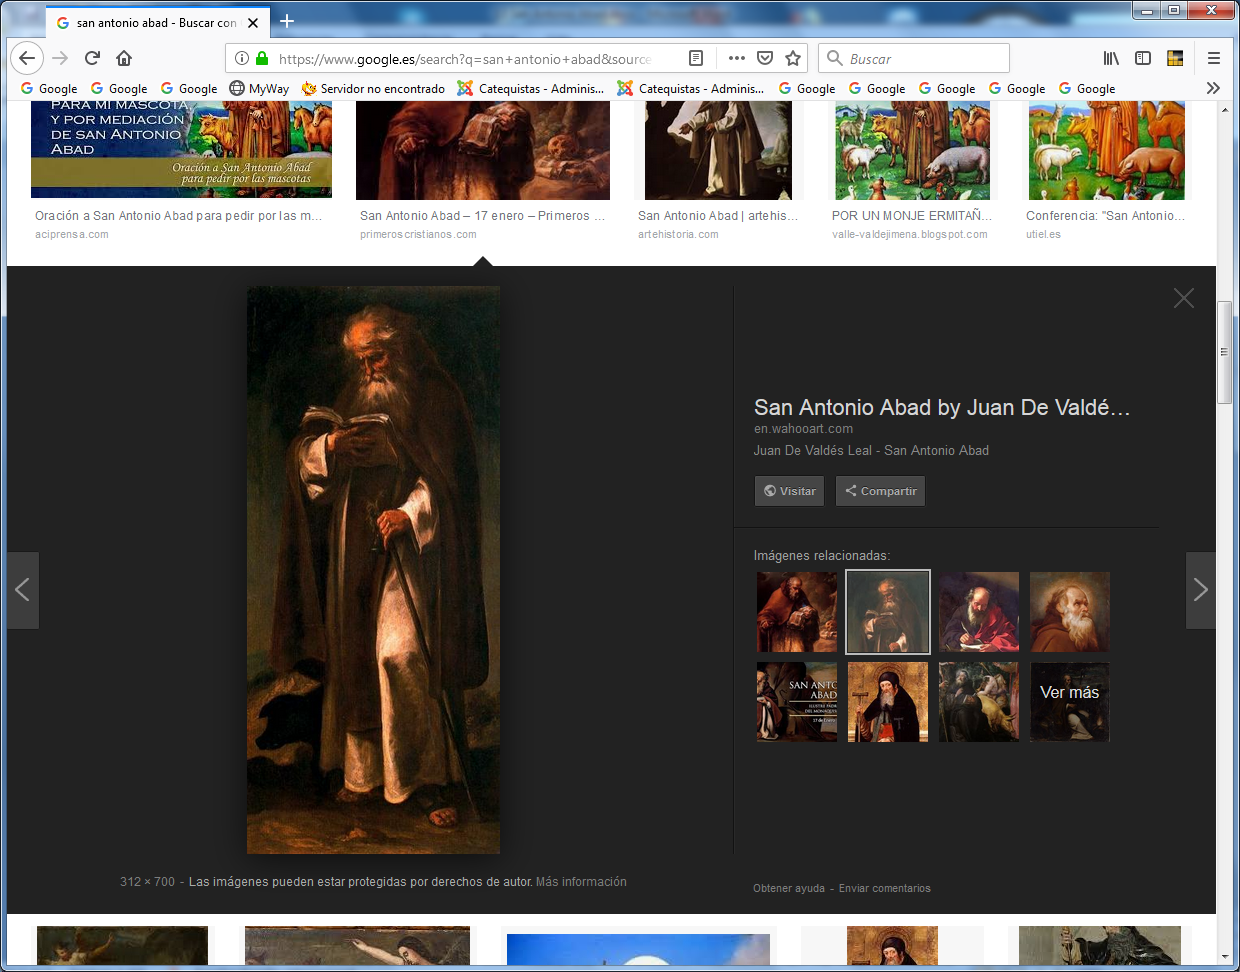 san antonio abad - Buscar con
https://www.google.es/search?q=san+antonio+abad&source
Buscar
Google
Google
Google
MyWay
Servidor no encontrado
Catequistas - Adminis...
Catequistas - Adminis...
Google
Google
Google
Google
Google
PARA MI MASCOTA,
Y POR MEDIACIÓN
DE SAN ANTONIO
ABAD
Oración a San Antonio Abad
para pedir por las mascotas
Oración a San Antonio Abad para pedir por las m...
aciprensa.com
San Antonio Abad – 17 enero – Primeros ...
primeroscristianos.com
San Antonio Abad | artehis...
artehistoria.com
POR UN MONJE ERMITAÑ...
valle-valdejimena.blogspot.com
Conferencia: "San Antonio...
utiel.es
San Antonio Abad by Juan De Valdé...
en.wahooart.com
Juan De Valdés Leal - San Antonio Abad
Visitar
Compartir
Imágenes relacionadas:
SAN ANTO
ABAD
Ver más
312 × 700 - Las imágenes pueden estar protegidas por derechos de autor. Más información
Obtener ayuda - Enviar comentarios